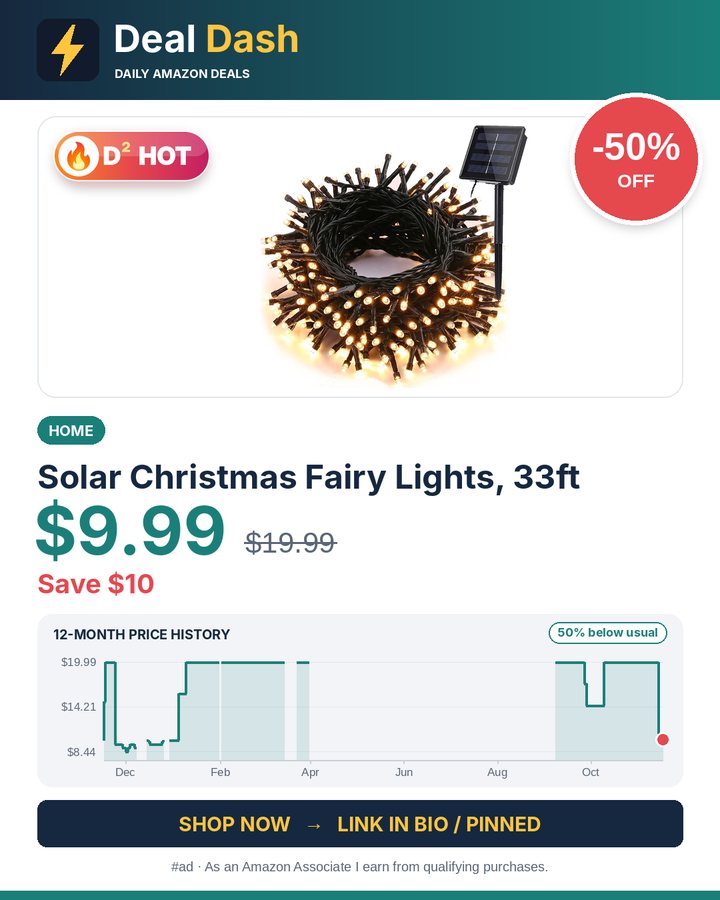 Deal Dash
DAILY AMAZON DEALS
D² HOT
-50%
OFF
HOME
Solar Christmas Fairy Lights, 33ft
$9.99 $19.99
Save $10
12-MONTH PRICE HISTORY
50% below usual
$19.99
$14.21
$8.44
Dec Feb Apr Jun Aug Oct
SHOP NOW → LINK IN BIO / PINNED
#ad · As an Amazon Associate I earn from qualifying purchases.